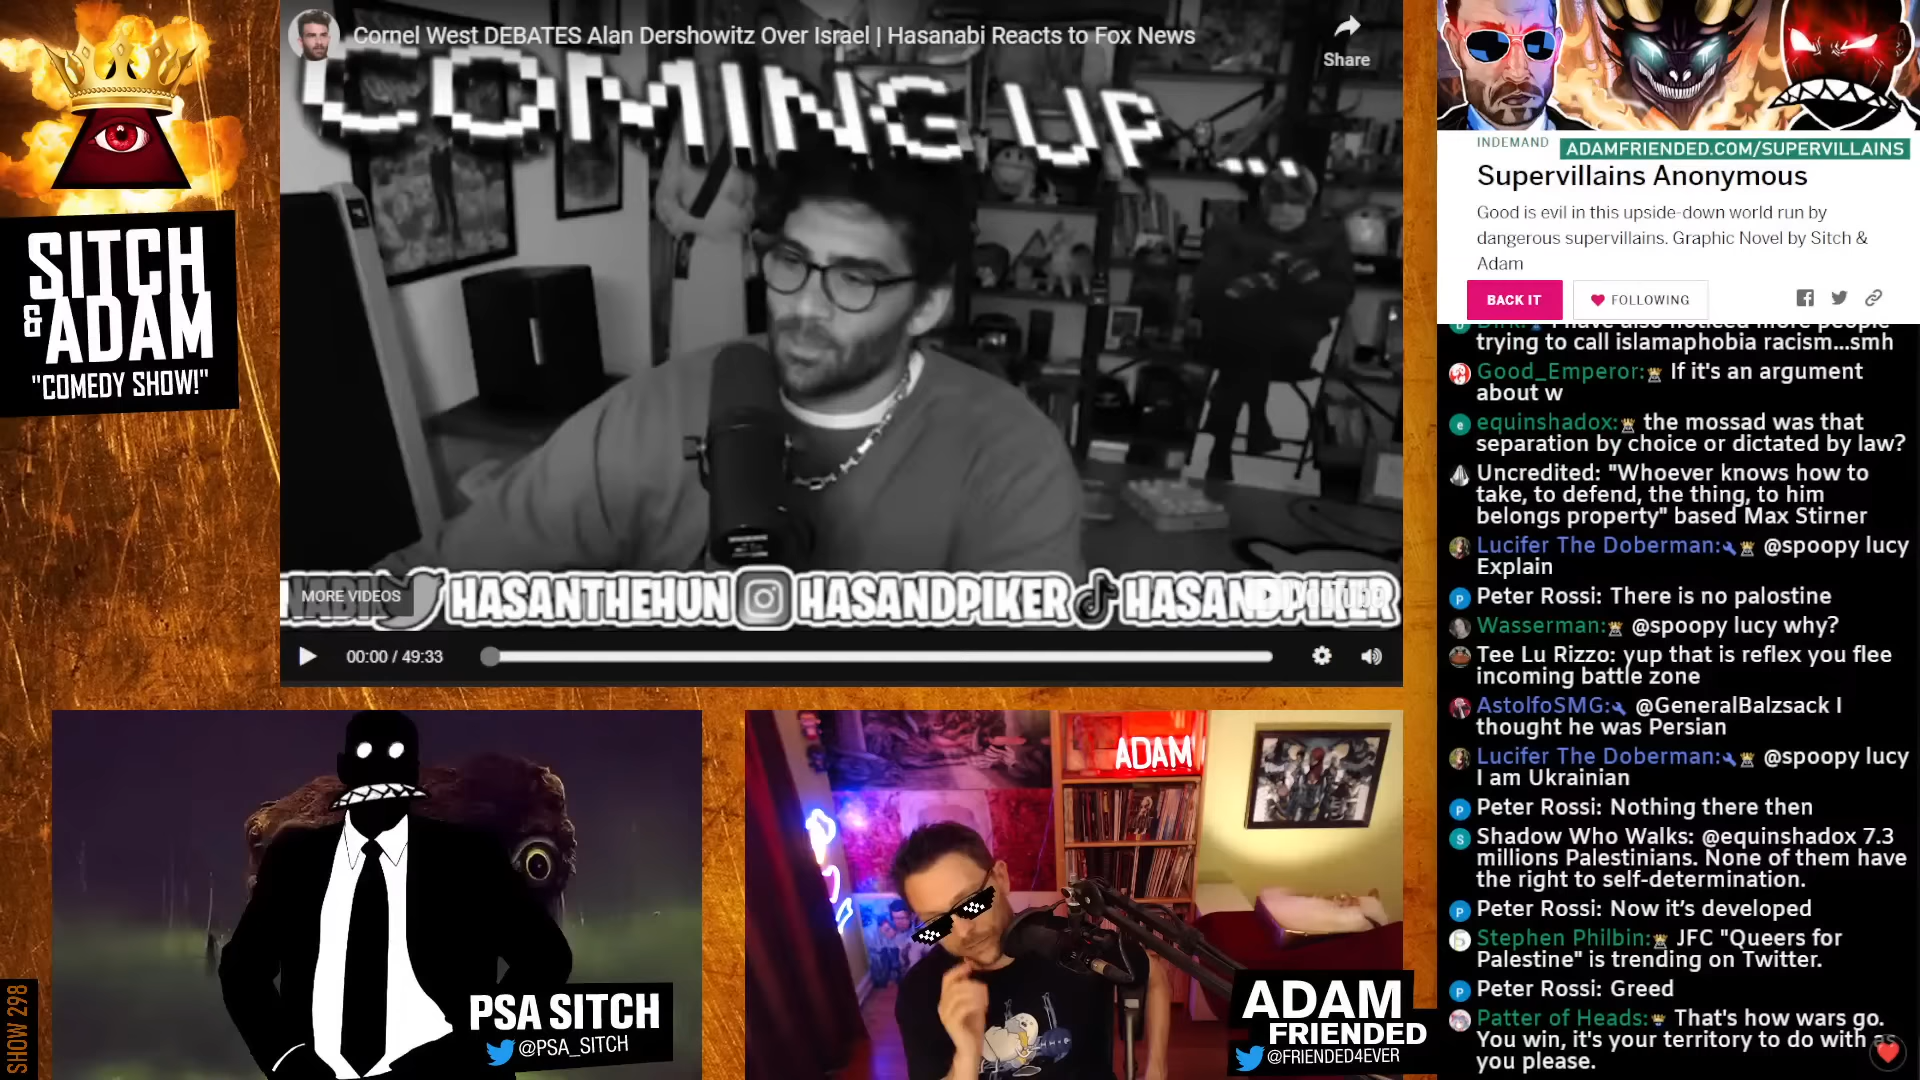 SITCH
& ADAM
"COMEDY SHOW!"
SHOW 298
Cornel West DEBATES Alan Dershowitz Over Israel | Hasanabi Reacts to Fox News
Share
COMING UP ...
MORE VIDEOS
HASANTHEHUN HASANDPIKER HASANDPIKER
00:00 / 49:33
PSA SITCH
@PSA_SITCH
ADAM
ADAM
FRIENDED
@FRIENDED4EVER
INDEMAND
ADAMFRIENDED.COM/SUPERVILLAINS
Supervillains Anonymous
Good is evil in this upside-down world run by
dangerous supervillains. Graphic Novel by Sitch &
Adam
BACK IT
FOLLOWING
I have also noticed more people
trying to call islamaphobia racism...smh
Good_Emperor: If it's an argument
about w
equinshadox: the mossad was that
separation by choice or dictated by law?
Uncredited: "Whoever knows how to
take, to defend, the thing, to him
belongs property" based Max Stirner
Lucifer The Doberman: @spoopy lucy
Explain
Peter Rossi: There is no palostine
Wasserman: @spoopy lucy why?
Tee Lu Rizzo: yup that is reflex you flee
incoming battle zone
AstolfoSMG: @GeneralBalzsack I
thought he was Persian
Lucifer The Doberman: @spoopy lucy
I am Ukrainian
Peter Rossi: Nothing there then
Shadow Who Walks: @equinshadox 7.3
millions Palestinians. None of them have
the right to self-determination.
Peter Rossi: Now it's developed
Stephen Philbin: JFC "Queers for
Palestine" is trending on Twitter.
Peter Rossi: Greed
Patter of Heads: That's how wars go.
You win, it's your territory to do with as
you please.